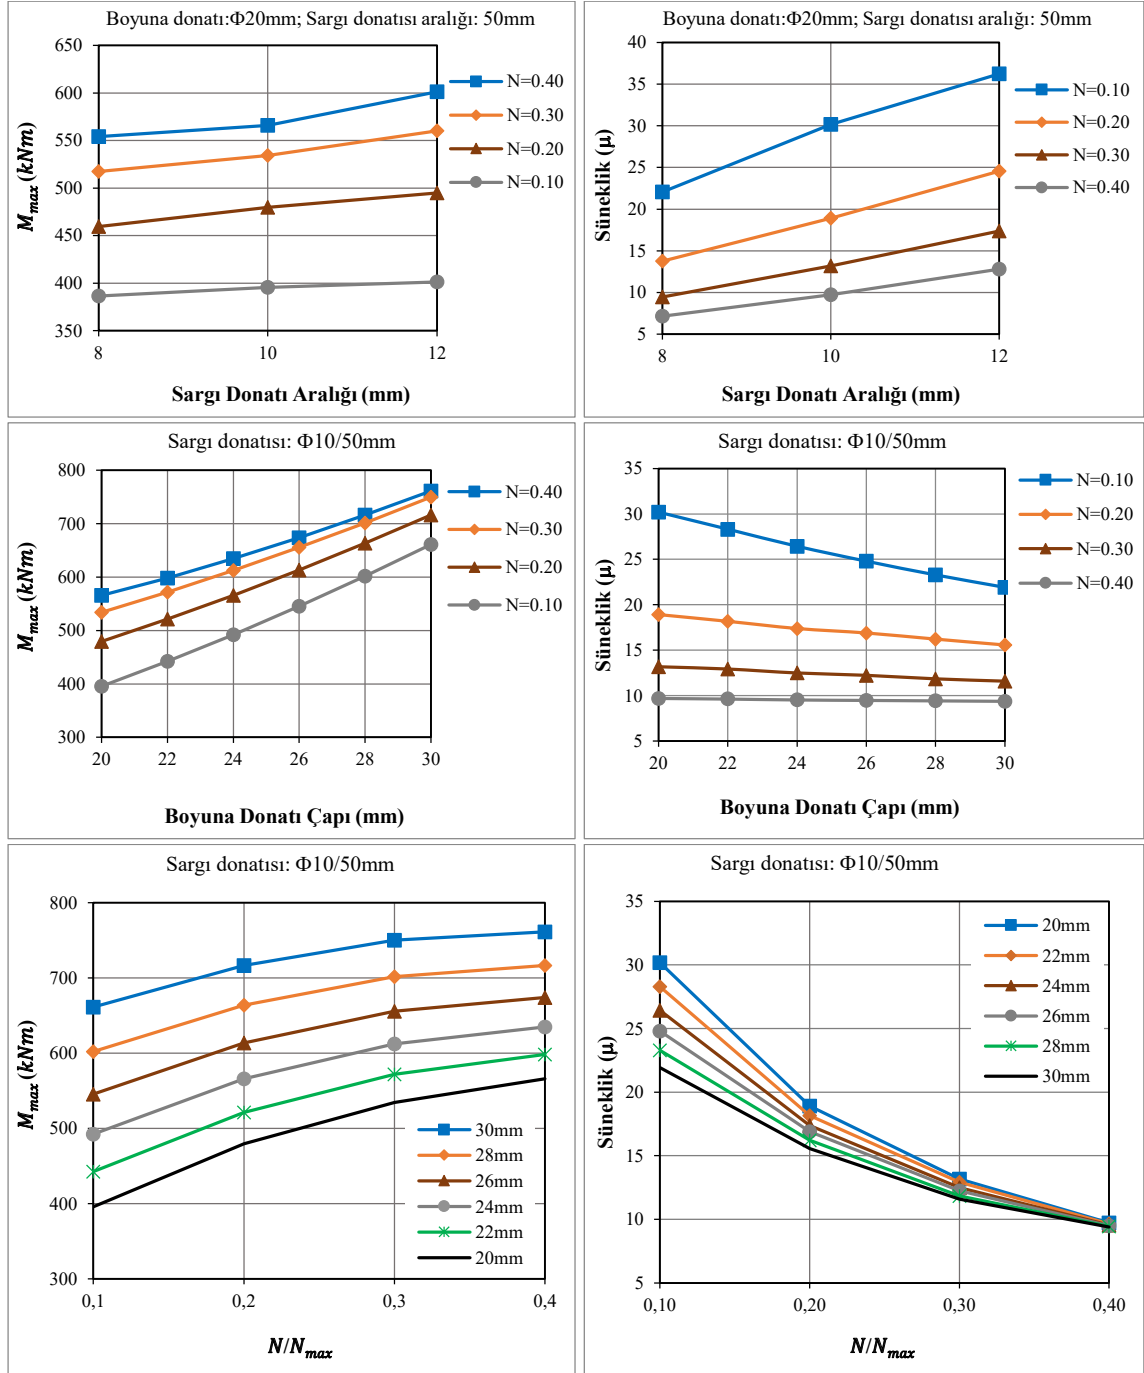 Boyuna donatı:Φ20mm; Sargı donatısı aralığı: 50mm
650
600
550
500
450
400
350
8
10
12
M_max (kNm)
Sargı Donatı Aralığı (mm)
N=0.40
N=0.30
N=0.20
N=0.10
Boyuna donatı:Φ20mm; Sargı donatısı aralığı: 50mm
40
35
30
25
20
15
10
5
8
10
12
Süneklik (µ)
Sargı Donatı Aralığı (mm)
N=0.10
N=0.20
N=0.30
N=0.40
Sargı donatısı: Φ10/50mm
800
700
600
500
400
300
20
22
24
26
28
30
M_max (kNm)
Boyuna Donatı Çapı (mm)
N=0.40
N=0.30
N=0.20
N=0.10
Sargı donatısı: Φ10/50mm
35
30
25
20
15
10
5
20
22
24
26
28
30
Süneklik (µ)
Boyuna Donatı Çapı (mm)
N=0.10
N=0.20
N=0.30
N=0.40
Sargı donatısı: Φ10/50mm
800
700
600
500
400
300
0,1
0,2
0,3
0,4
M_max (kNm)
N/N_max
30mm
28mm
26mm
24mm
22mm
20mm
Sargı donatısı: Φ10/50mm
35
30
25
20
15
10
5
0,10
0,20
0,30
0,40
Süneklik (µ)
N/N_max
20mm
22mm
24mm
26mm
28mm
30mm